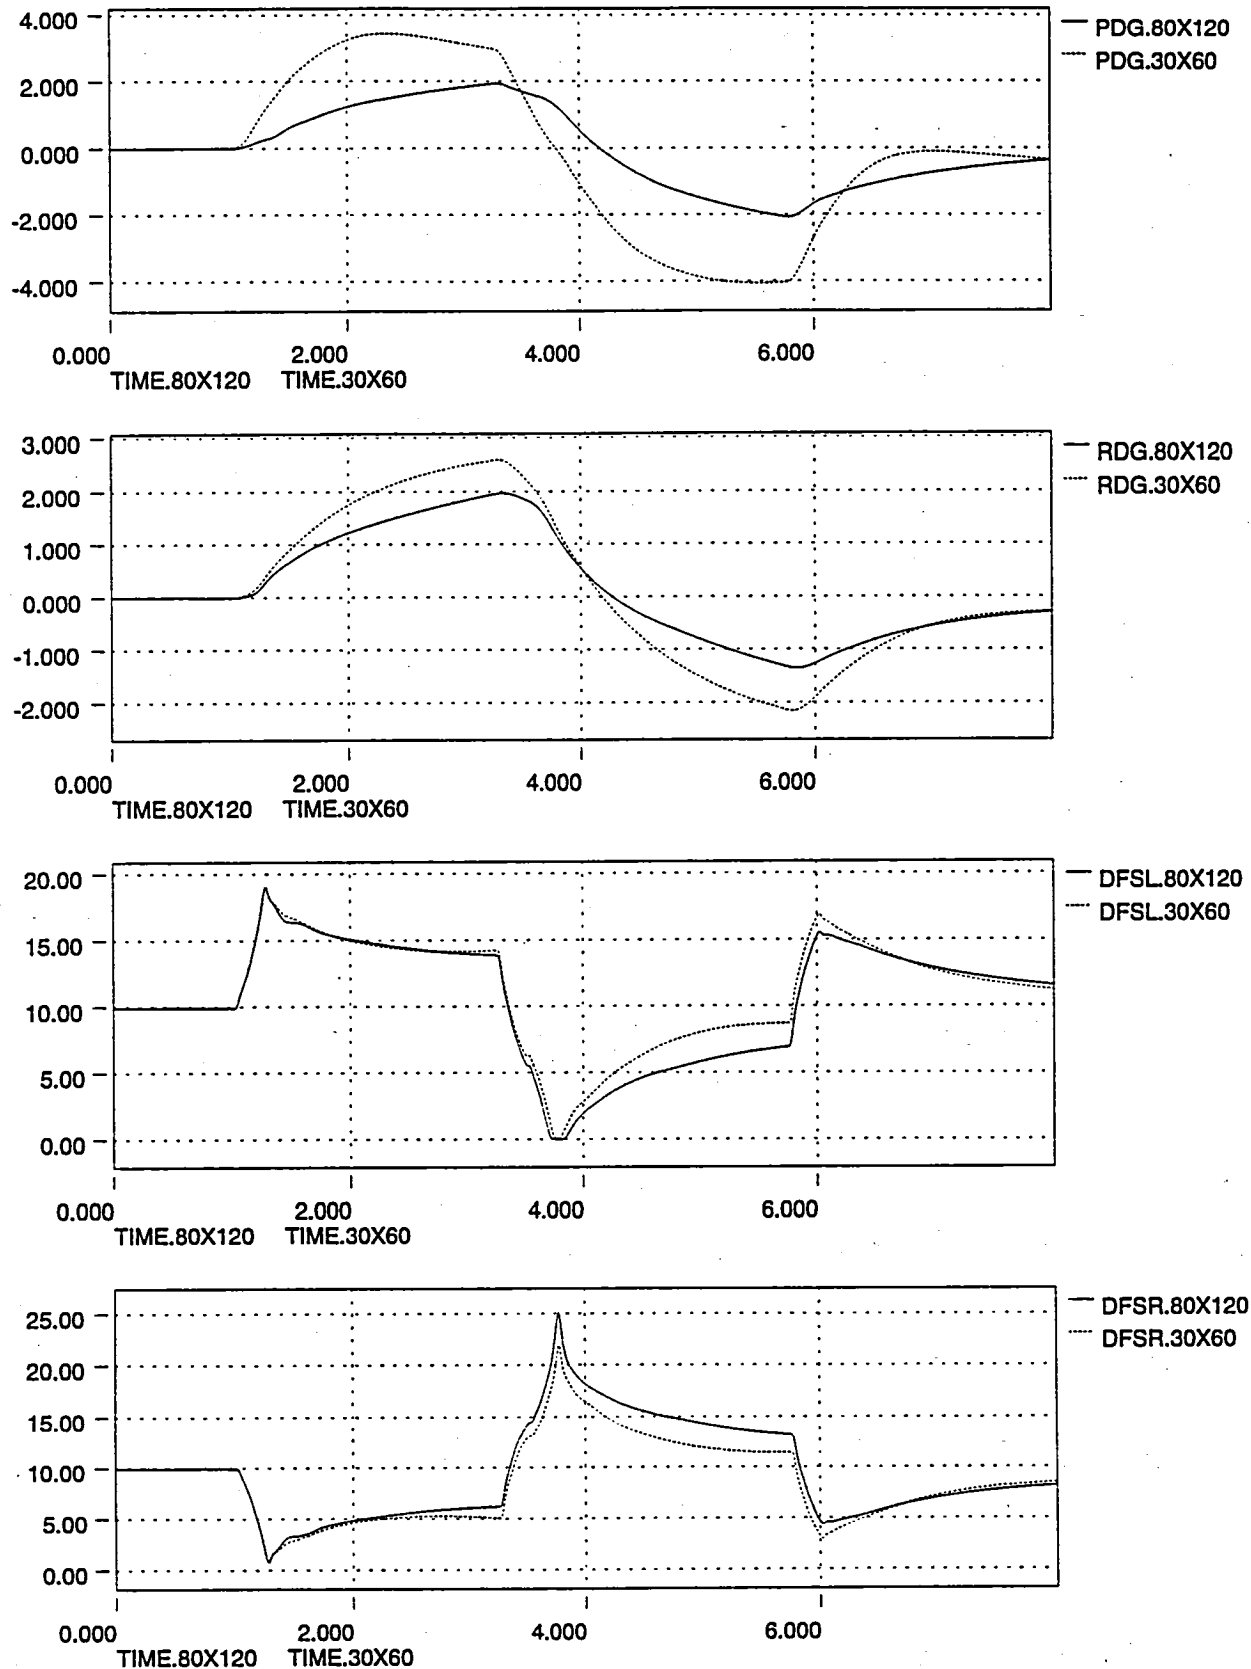 4.000
2.000
0.000
-2.000
-4.000
PDG.80X120
PDG.30X60
0.000 2.000 4.000 6.000
TIME.80X120 TIME.30X60
3.000
2.000
1.000
0.000
-1.000
-2.000
RDG.80X120
RDG.30X60
0.000 2.000 4.000 6.000
TIME.80X120 TIME.30X60
20.00
15.00
10.00
5.00
0.00
DFSL.80X120
DFSL.30X60
0.000 2.000 4.000 6.000
TIME.80X120 TIME.30X60
25.00
20.00
15.00
10.00
5.00
0.00
DFSR.80X120
DFSR.30X60
0.000 2.000 4.000 6.000
TIME.80X120 TIME.30X60